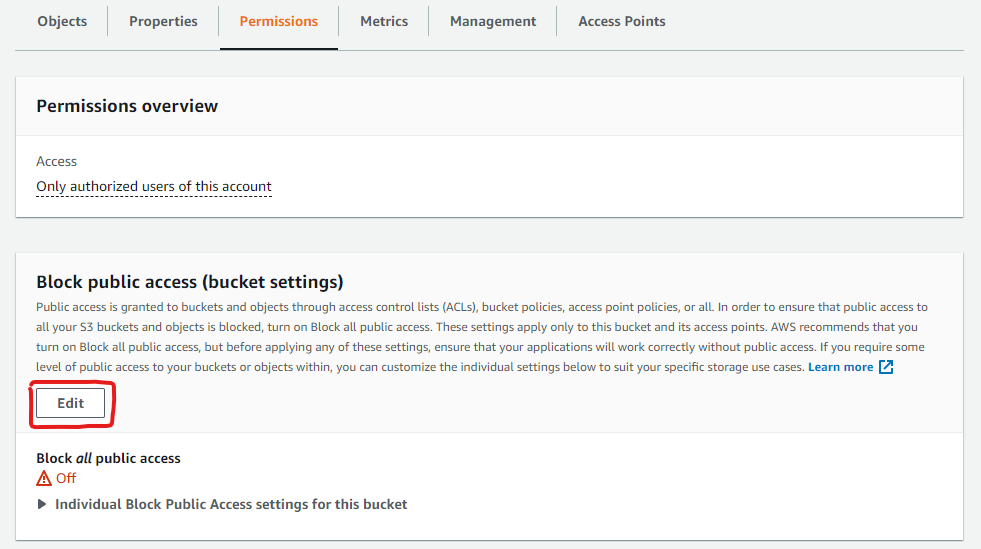 Objects
Properties
Permissions
Metrics
Management
Access Points
Permissions overview
Access
Only authorized users of this account
Block public access (bucket settings)
Public access is granted to buckets and objects through access control lists (ACLs), bucket policies, access point policies, or all. In order to ensure that public access to
all your S3 buckets and objects is blocked, turn on Block all public access. These settings apply only to this bucket and its access points. AWS recommends that you
turn on Block all public access, but before applying any of these settings, ensure that your applications will work correctly without public access. If you require some
level of public access to your buckets or objects within, you can customize the individual settings below to suit your specific storage use cases. Learn more
Edit
Block all public access
Off
Individual Block Public Access settings for this bucket